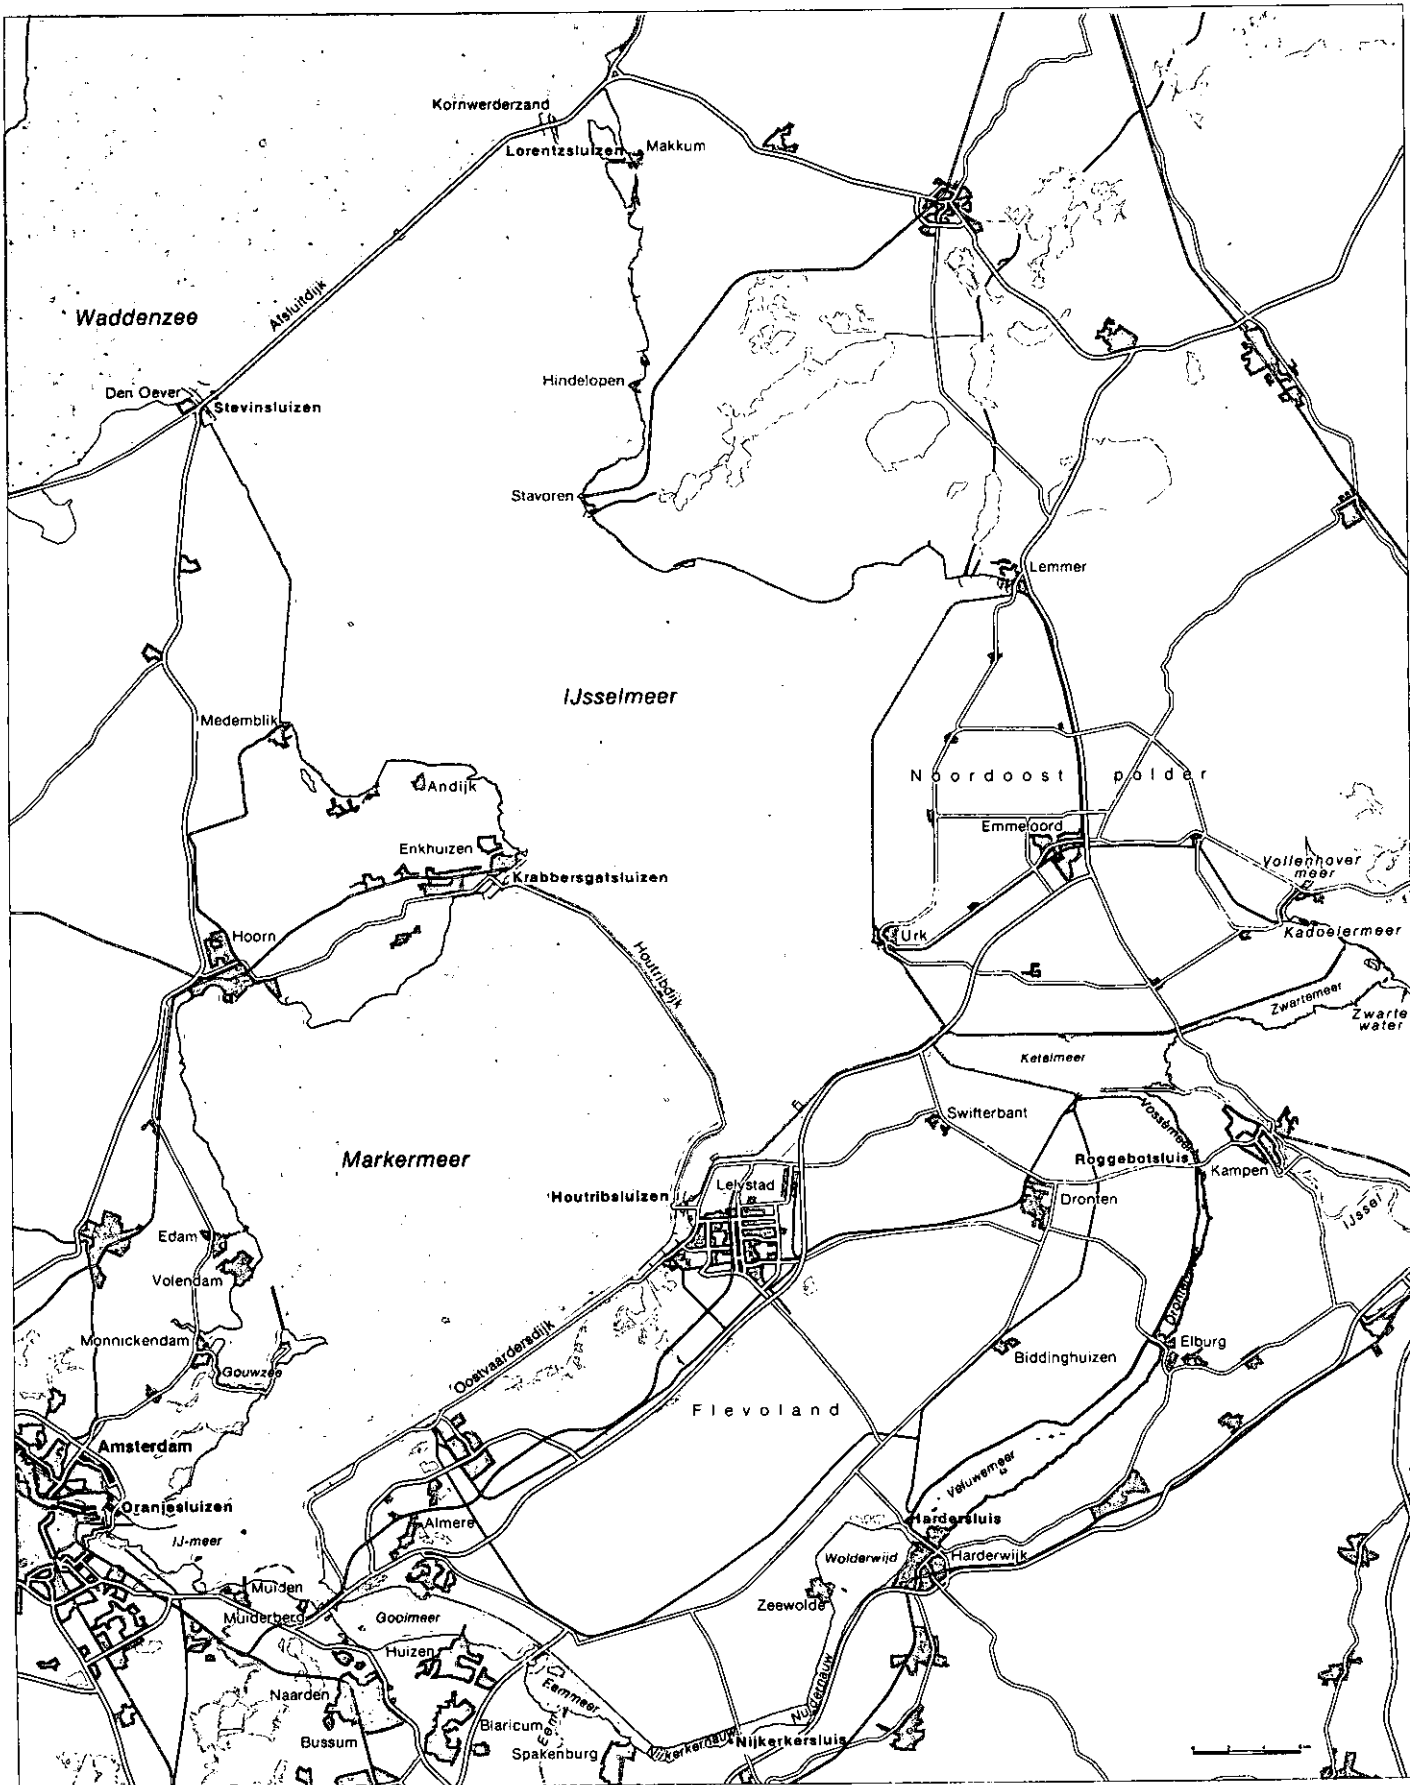 Kornwerderzand
Lorentzsluizen
Makkum
Waddenzee
Afsluitdijk
Den Oever
Stevinsluizen
Hindelopen
Stavoren
Lemmer
IJsselmeer
Medemblik
Andijk
Noordoost polder
Emmeloord
Enkhuizen
Krabbersgatsluizen
Vollenhover
meer
Hoorn
Urk
Kadoelermeer
Houtribdijk
Zwartemeer
Zwarte
water
Ketelmeer
Swifterbant
Vossemeer
Markermeer
Roggebotsluis
Kampen
Houtribsluizen
Lelystad
Dronten
IJssel
Edam
Volendam
Monnickendam
Gouwzee
Oostvaardersdijk
Elburg
Biddinghuizen
Flevoland
Amsterdam
Veluwemeer
Oranjesluizen
Almere
Hardersluis
IJ-meer
Wolderwijd
Harderwijk
Muiden
Muiderberg
Gooimeer
Zeewolde
Huizen
Eemmeer
Nuldernauw
Naarden
Blaricum
Eem
Bussum
Spakenburg
Nijkerkersluis